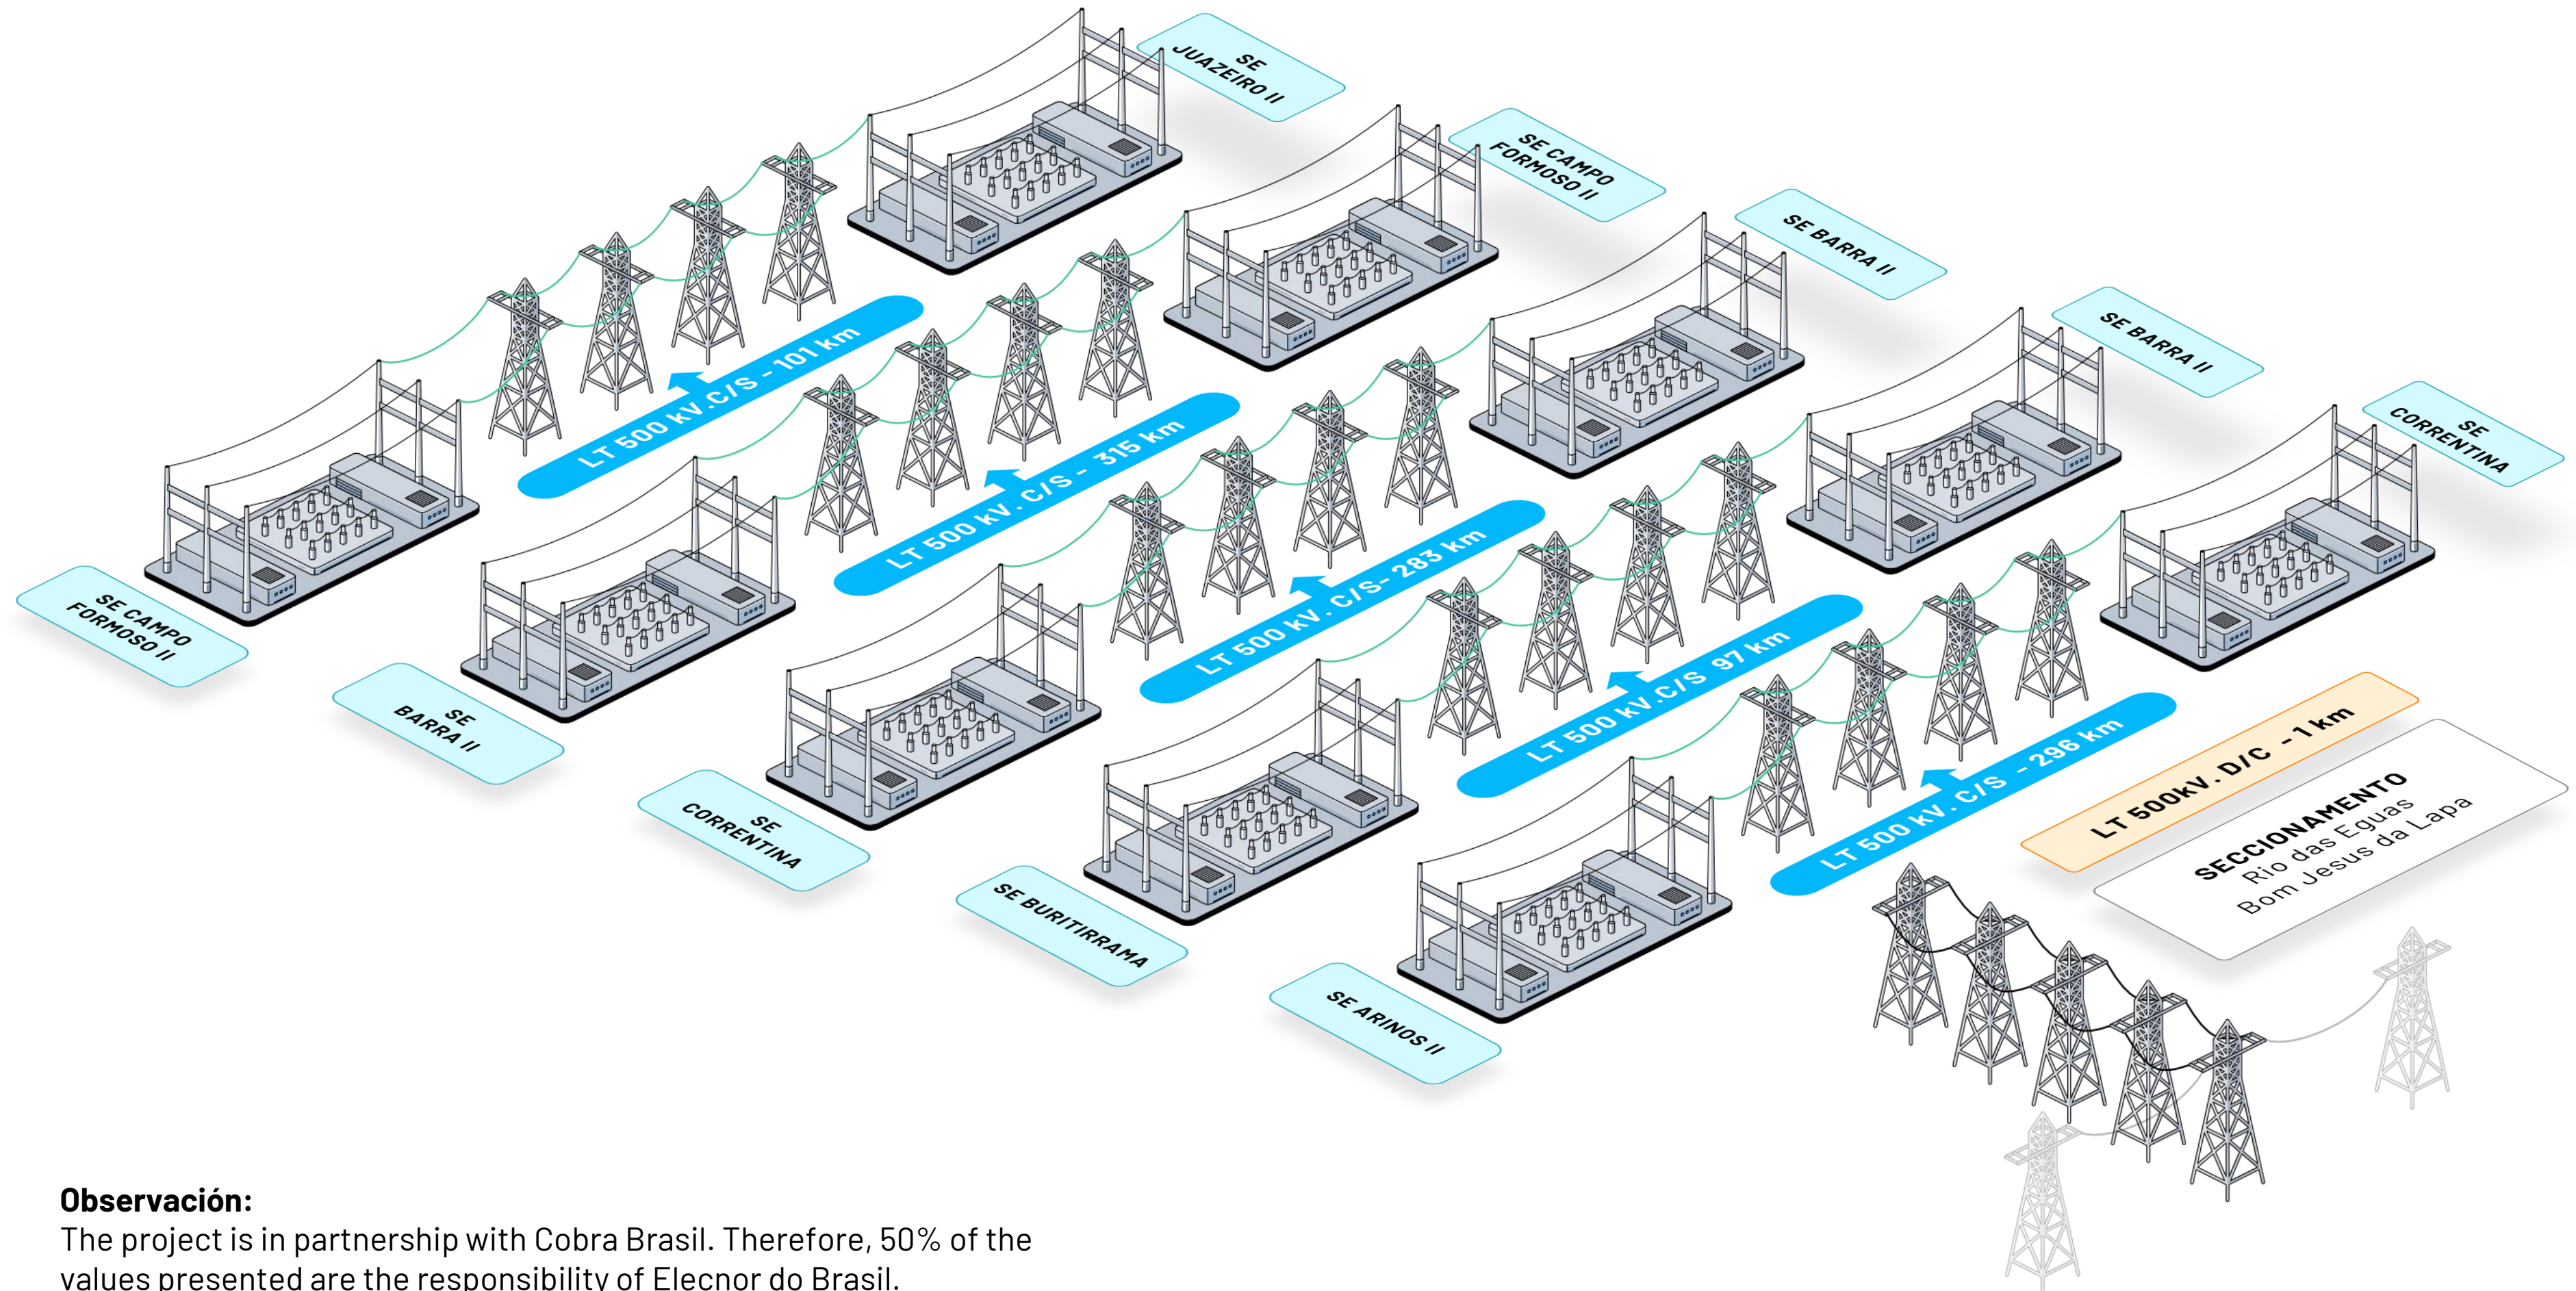 SE
JUAZEIRO II
SE CAMPO
FORMOSO II
SE BARRA II
SE BARRA II
SE
CORRENTINA
LT 500 kV.C/S - 101 km
LT 500 kV. C/S - 315 km
LT 500 kV. C/S- 283 km
LT 500 kV.C/S 97 km
LT 500 kV. C/S - 296 km
SE CAMPO
FORMOSO II
SE
BARRA II
SE
CORRENTINA
SE BURITIRRAMA
SE ARINOS II
LT 500kV. D/C - 1 km
SECCIONAMENTO
Rio das Eguas
Bom Jesus da Lapa
Observación:
The project is in partnership with Cobra Brasil. Therefore, 50% of the
values presented are the responsibility of Elecnor do Brasil.